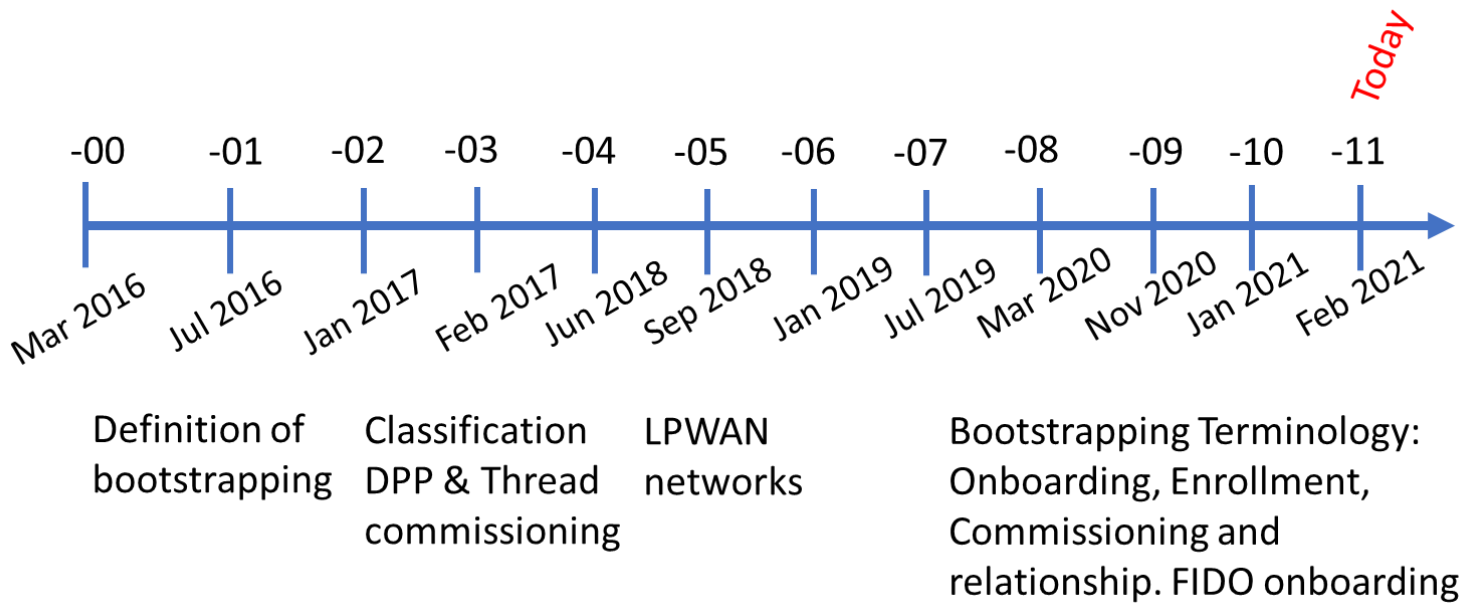 Today
-00 -01 -02 -03 -04 -05 -06 -07 -08 -09 -10 -11
Mar 2016 Jul 2016 Jan 2017 Feb 2017 Jun 2018 Sep 2018 Jan 2019 Jul 2019 Mar 2020 Nov 2020 Jan 2021 Feb 2021
Definition of
bootstrapping
Classification
DPP & Thread
commissioning
LPWAN
networks
Bootstrapping Terminology:
Onboarding, Enrollment,
Commissioning and
relationship. FIDO onboarding